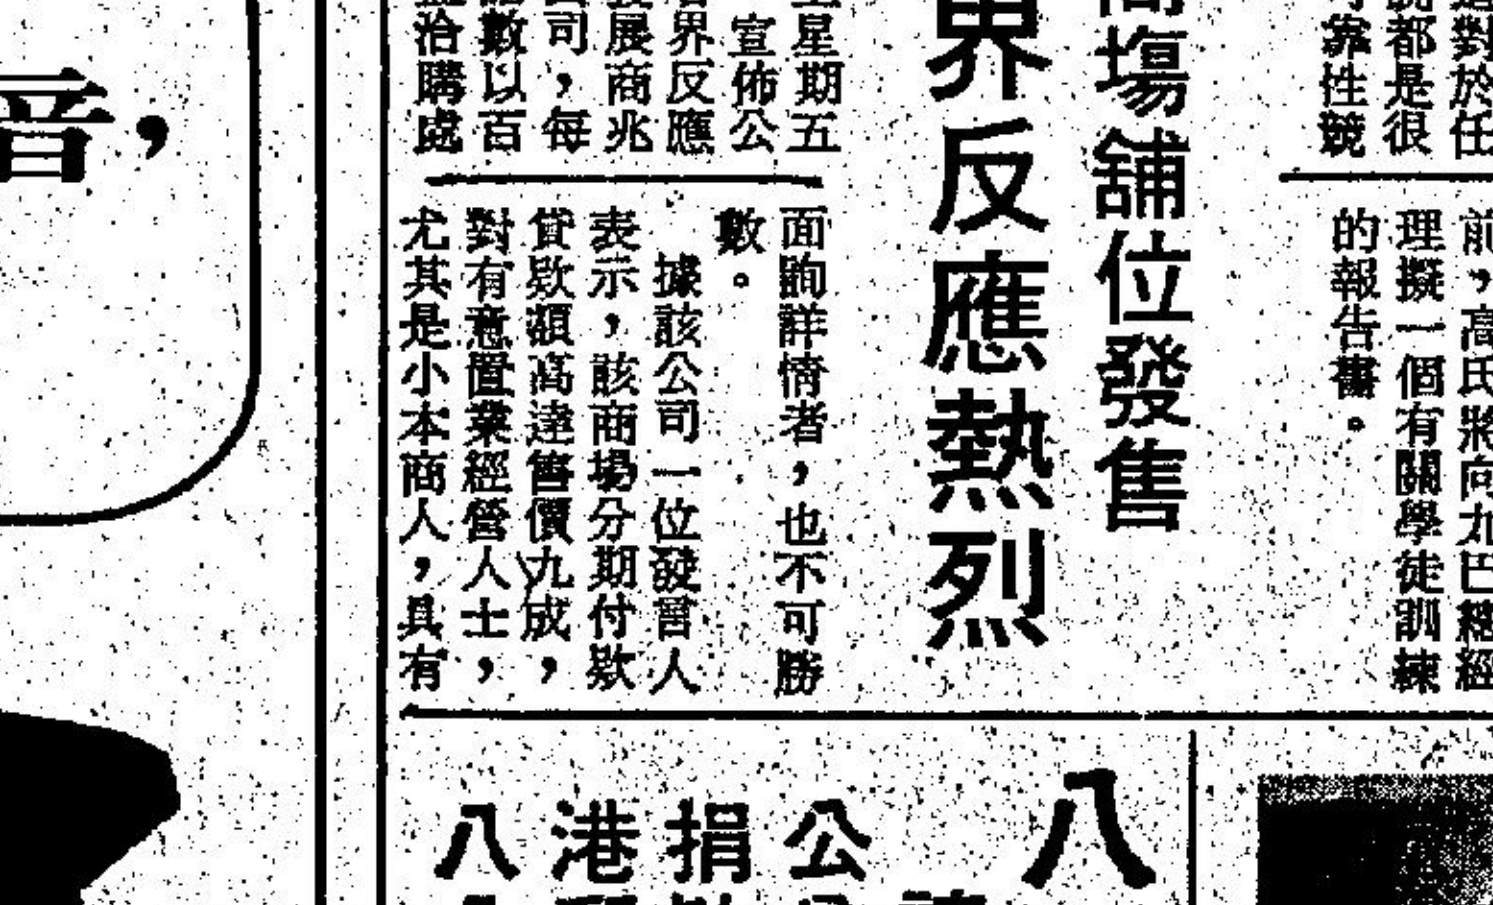 對於任
都是很
靠性競
前，高氏將向九巴總經
理擬一個有關學徒訓練
的報告書。
商場舖位發售
界反應熱烈
星期五
宣佈公
界反應
展商兆
司，每
數以百
洽購處
面詢詳情者，也不可勝
數。
據該公司一位發言人
表示，該商場分期付款
貸款額高達售價九成，
對有意置業經營人士，
尤其是小本商人，具有
八
公
捐
港
八
音，